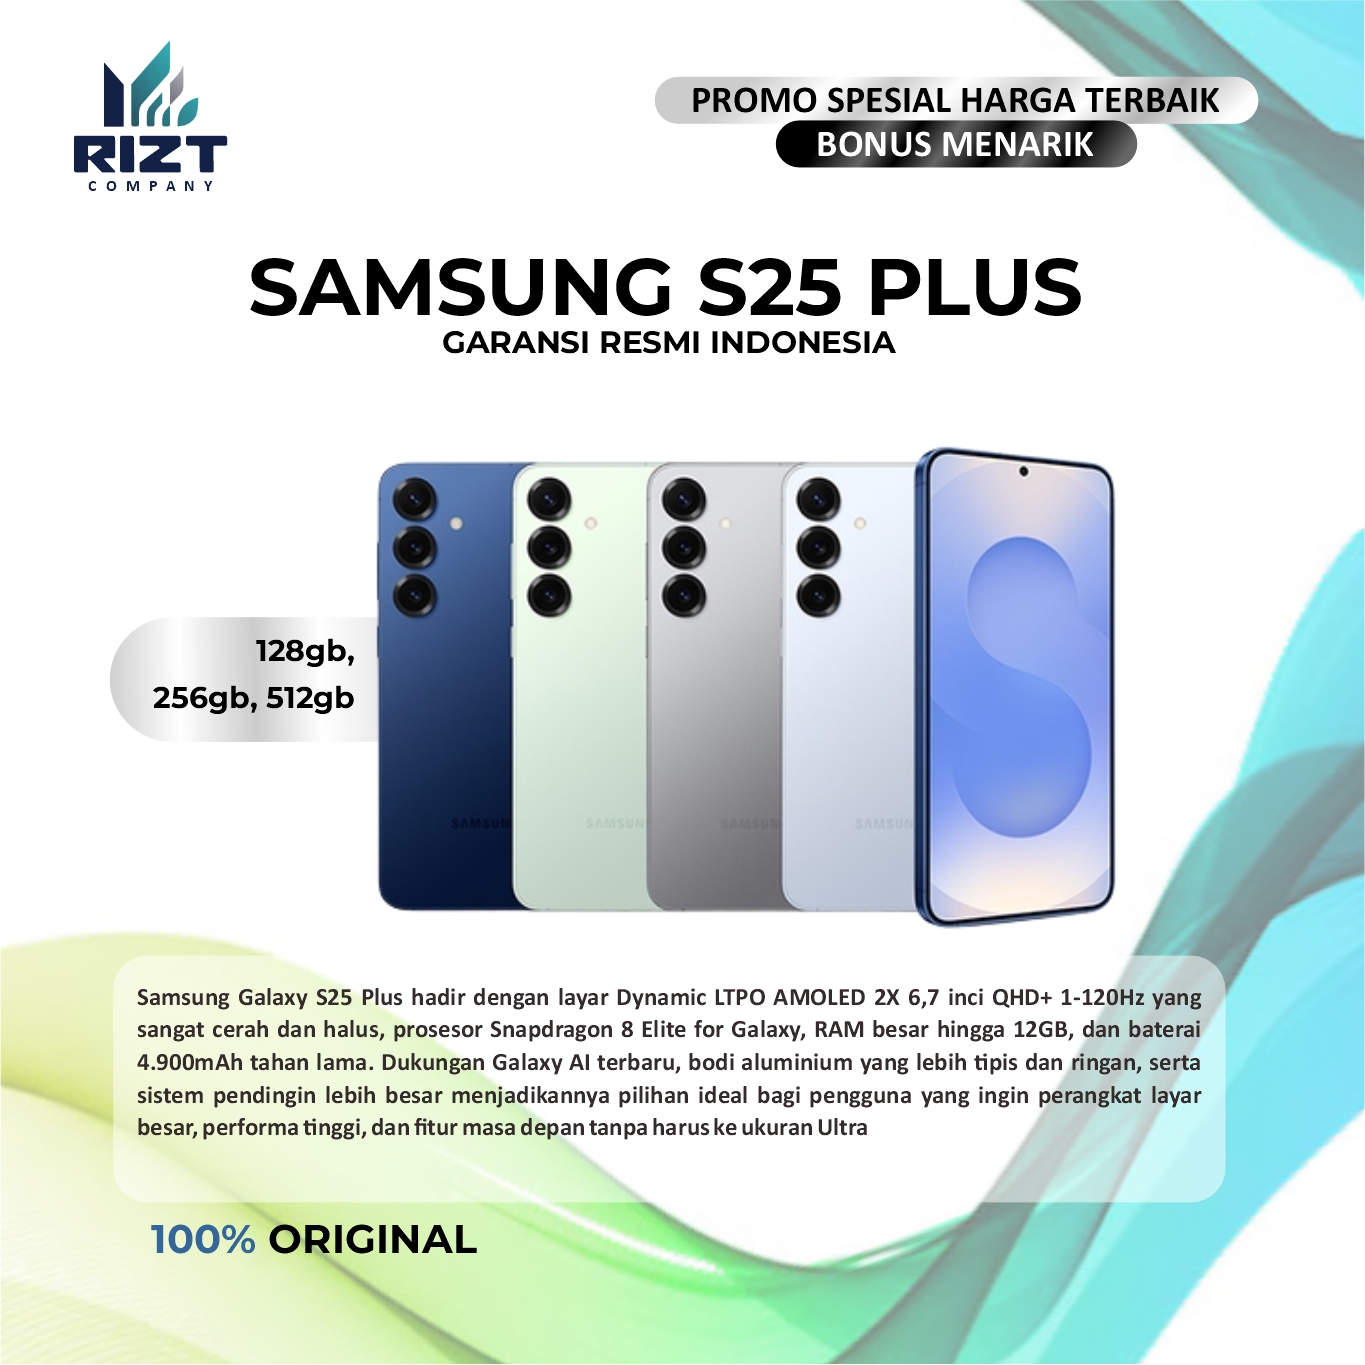 RIZT
COMPANY
PROMO SPESIAL HARGA TERBAIK
BONUS MENARIK
SAMSUNG S25 PLUS
GARANSI RESMI INDONESIA
128gb,
256gb, 512gb
SAMSUN
SAMSUN
SAMSUN
SAMSUN
Samsung Galaxy S25 Plus hadir dengan layar Dynamic LTPO AMOLED 2X 6,7 inci QHD+ 1-120Hz yang
sangat cerah dan halus, prosesor Snapdragon 8 Elite for Galaxy, RAM besar hingga 12GB, dan baterai
4.900mAh tahan lama. Dukungan Galaxy AI terbaru, bodi aluminium yang lebih tipis dan ringan, serta
sistem pendingin lebih besar menjadikannya pilihan ideal bagi pengguna yang ingin perangkat layar
besar, performa tinggi, dan fitur masa depan tanpa harus ke ukuran Ultra
100% ORIGINAL